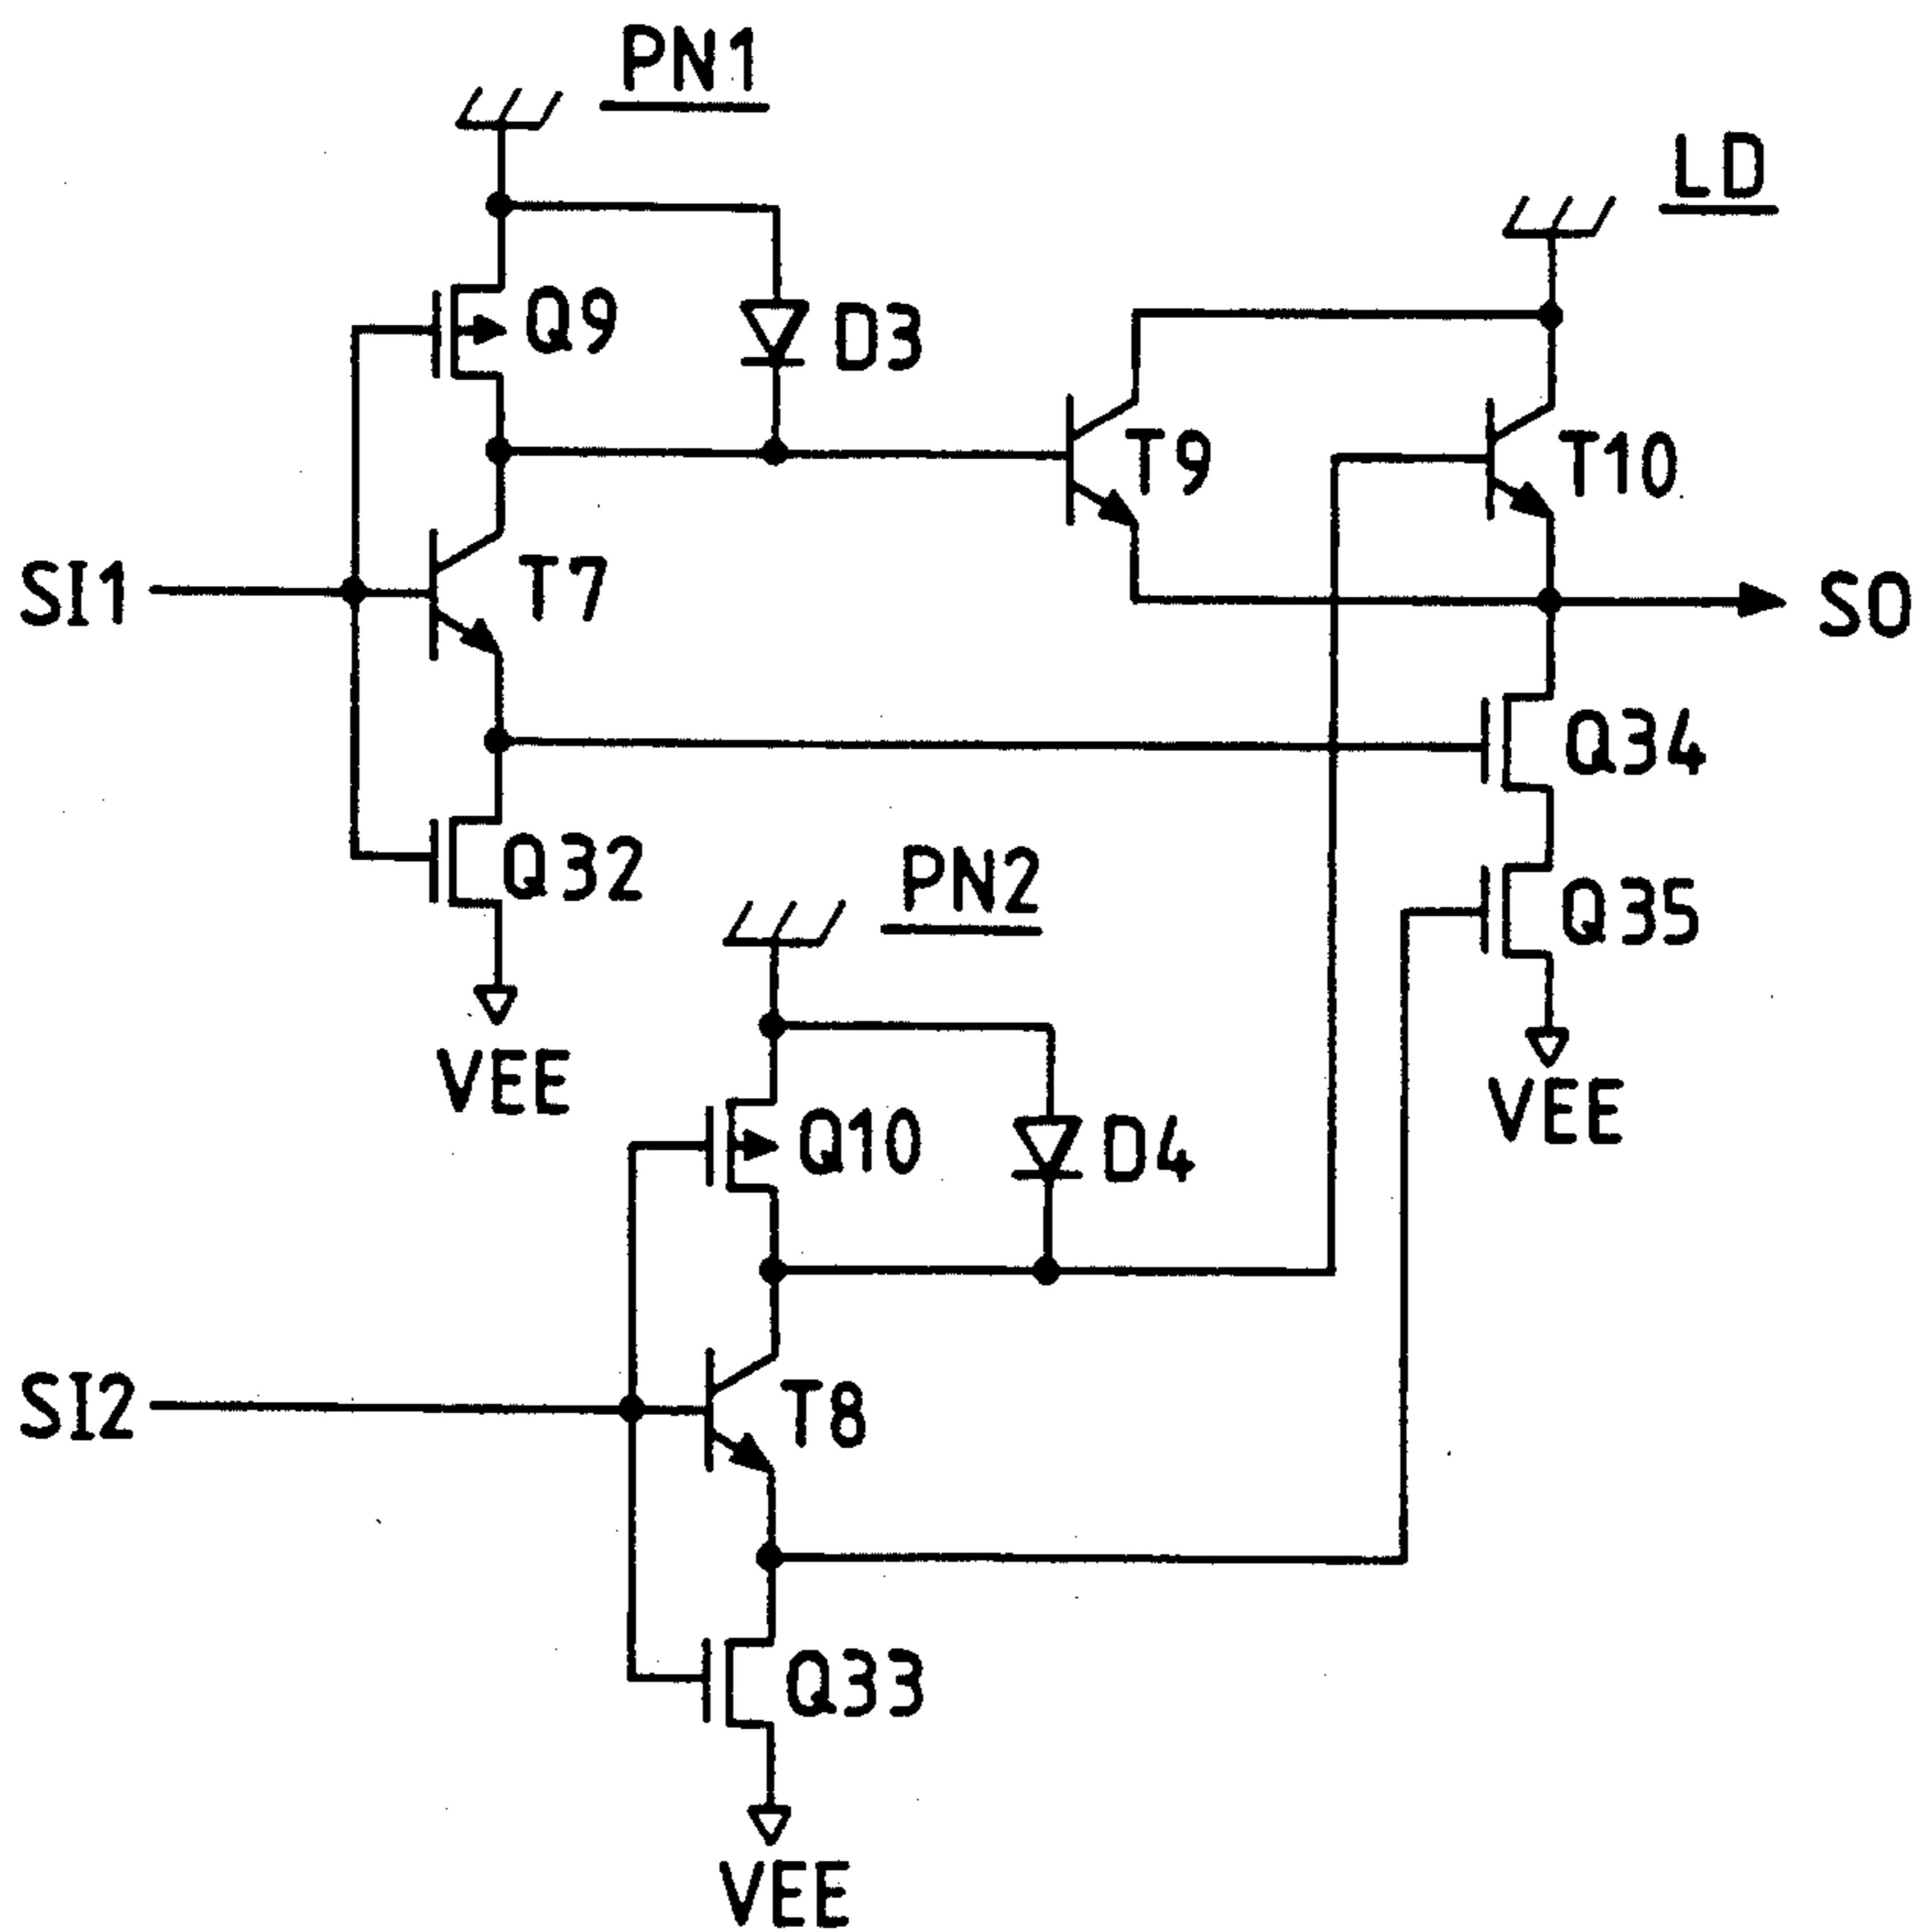 PN1
LD
Q9
D3
T9
T10
SI1
T7
SO
Q34
Q32
PN2
Q35
VEE
VEE
Q10
D4
SI2
T8
Q33
VEE